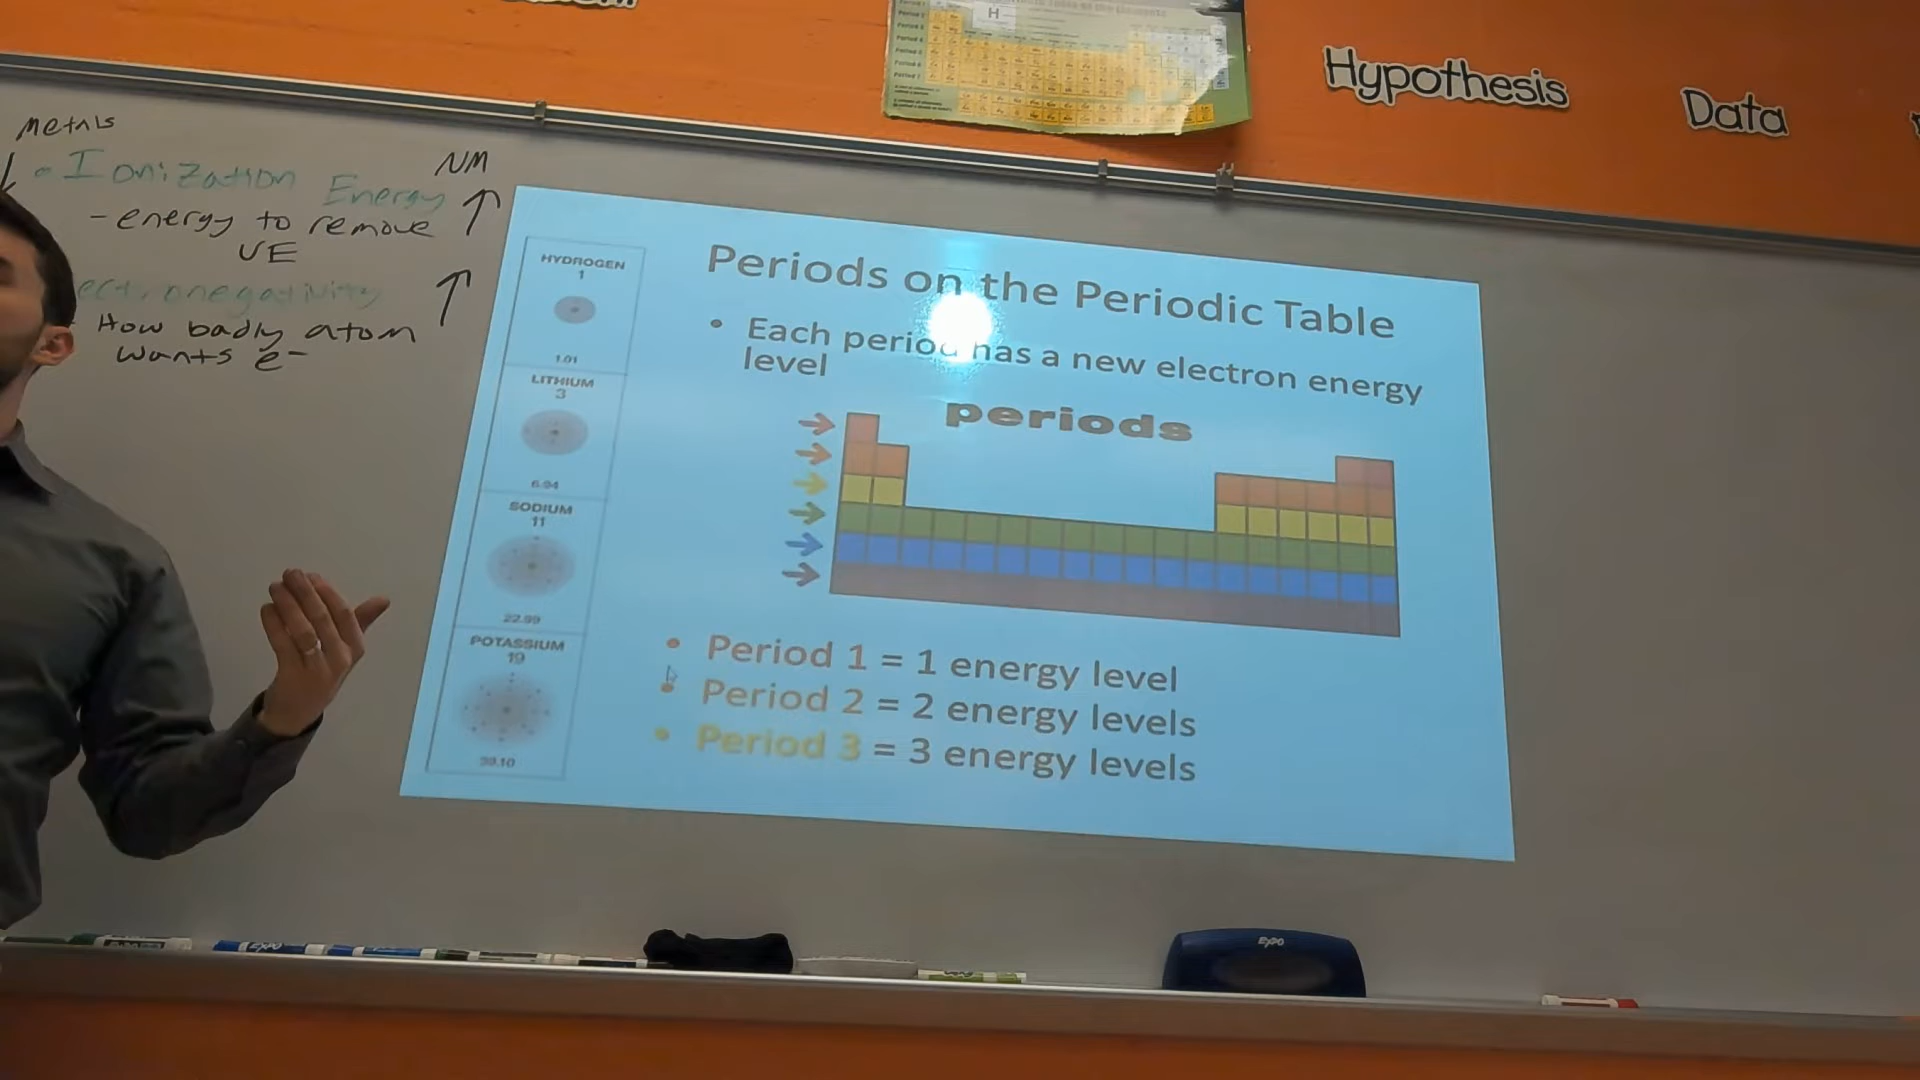 Hypothesis
Data
H
Metals
NM
Ionization Energy
- energy to remove
VE
ectronegativity
How badly atom
wants e-
Periods on the Periodic Table
• Each period has a new electron energy
level
periods
• Period 1 = 1 energy level
• Period 2 = 2 energy levels
• Period 3 = 3 energy levels
HYDROGEN
1
1.01
LITHIUM
3
6.94
SODIUM
11
22.99
POTASSIUM
19
39.10
EXPO
Expo